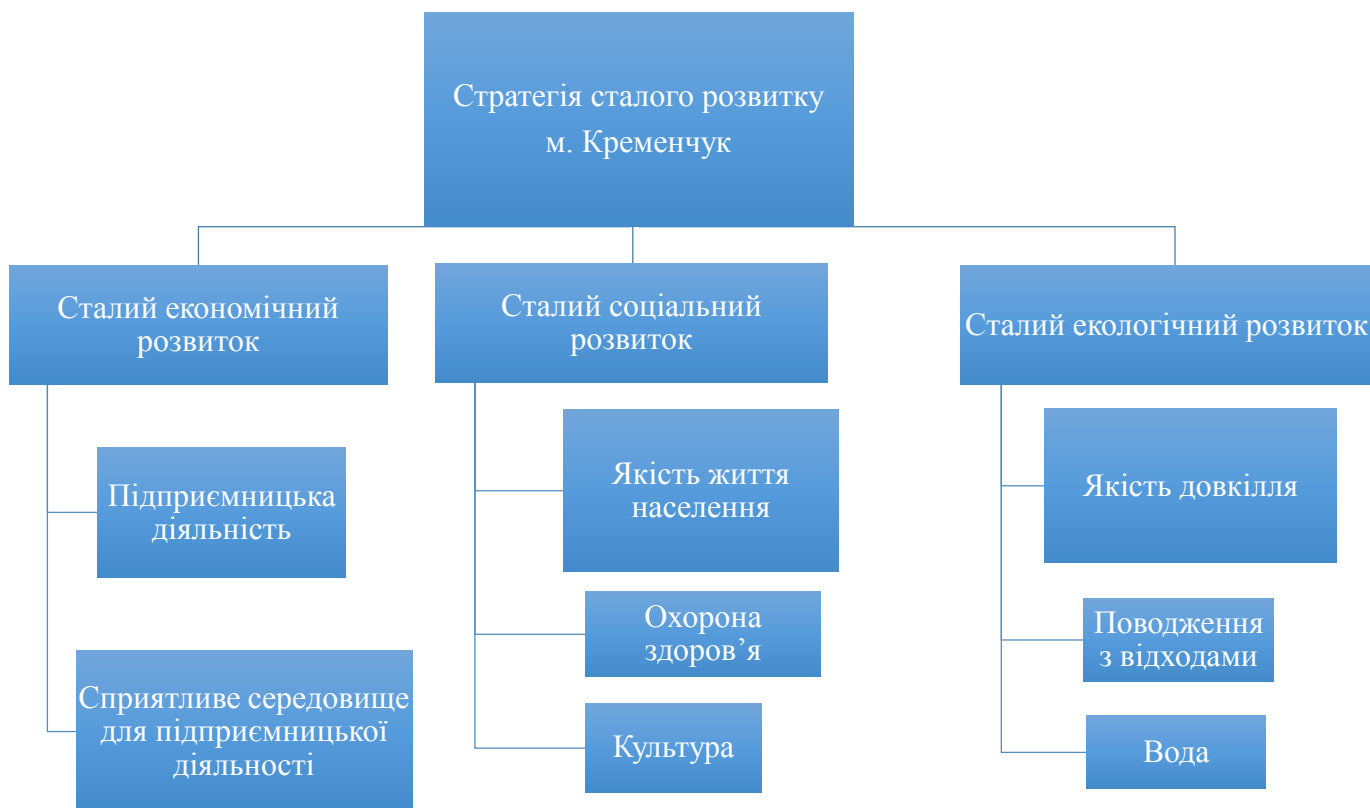 Стратегія сталого розвитку
м. Кременчук
Сталий економічний
розвиток
Сталий соціальний
розвиток
Сталий екологічний розвиток
Підприємницька
діяльність
Сприятливе середовище
для підприємницької
діяльності
Якість життя
населення
Охорона
здоров’я
Культура
Якість довкілля
Поводження
з відходами
Вода